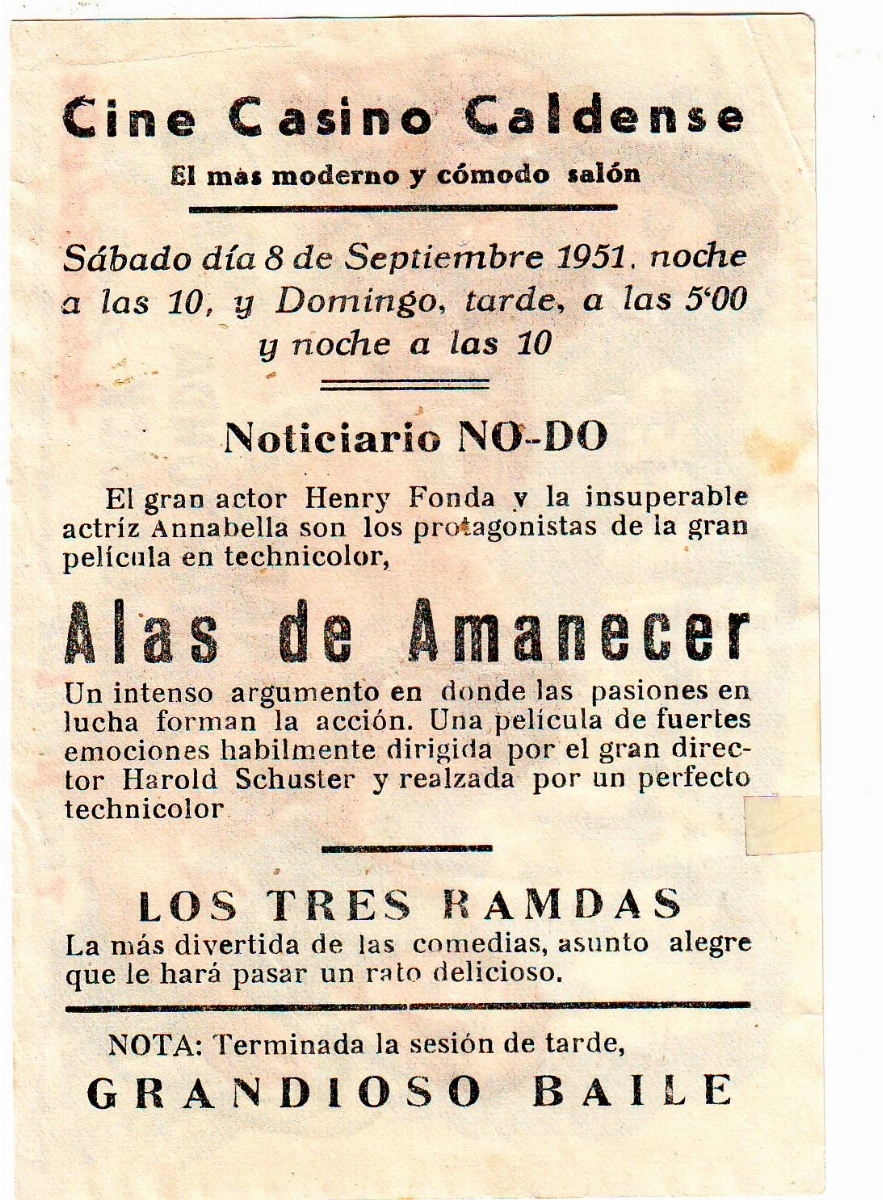 Cine Casino Caldense
El mas moderno y cómodo salón
Sábado día 8 de Septiembre 1951, noche
a las 10, y Domingo, tarde, a las 5'00
y noche a las 10
Noticiario NO-DO
El gran actor Henry Fonda y la insuperable
actríz Annabella son los protagonistas de la gran
película en technicolor,
Alas de Amanecer
Un intenso argumento en donde las pasiones en
lucha forman la acción. Una película de fuertes
emociones habilmente dirigida por el gran direc-
tor Harold Schuster y realzada por un perfecto
technicolor
LOS TRES RAMDAS
La más divertida de las comedias, asunto alegre
que le hará pasar un rato delicioso.
NOTA: Terminada la sesión de tarde,
GRANDIOSO BAILE